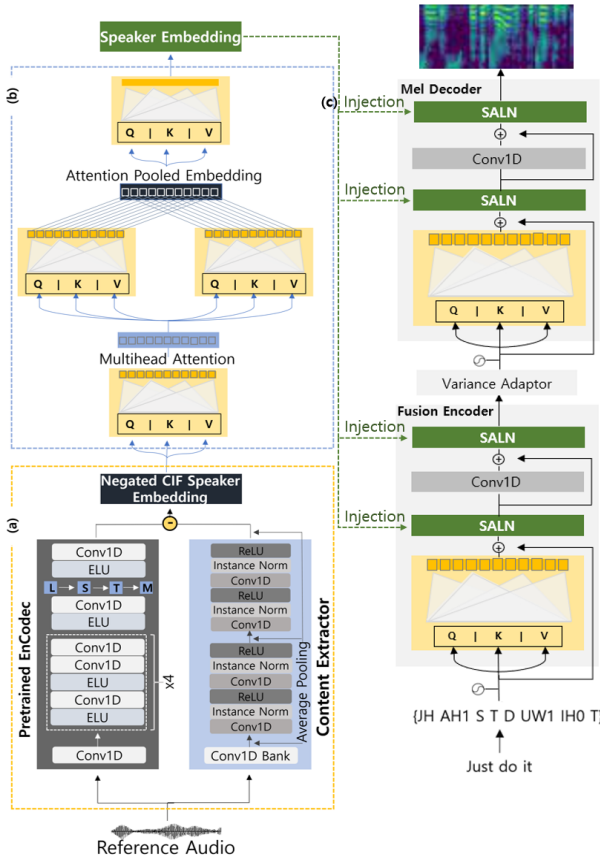 Speaker Embedding
(b)
Q | K | V
Attention Pooled Embedding
Q | K | V
Q | K | V
Multihead Attention
Q | K | V
(a)
Negated CIF Speaker
Embedding
-
Pretrained EnCodec
Conv1D
ELU
L S T M
Conv1D
ELU
Conv1D
Conv1D
ELU
Conv1D
ELU
x4
Conv1D
Content Extractor
Average Pooling
ReLU
Instance Norm
Conv1D
ReLU
Instance Norm
Conv1D
ReLU
Instance Norm
Conv1D
ReLU
Instance Norm
Conv1D
Conv1D Bank
Reference Audio
(c)
Mel Decoder
Injection
SALN
Conv1D
Injection
SALN
Q | K | V
Variance Adaptor
Fusion Encoder
Injection
SALN
Conv1D
Injection
SALN
Q | K | V
{JH AH1 S T D UW1 IH0 T}
Just do it